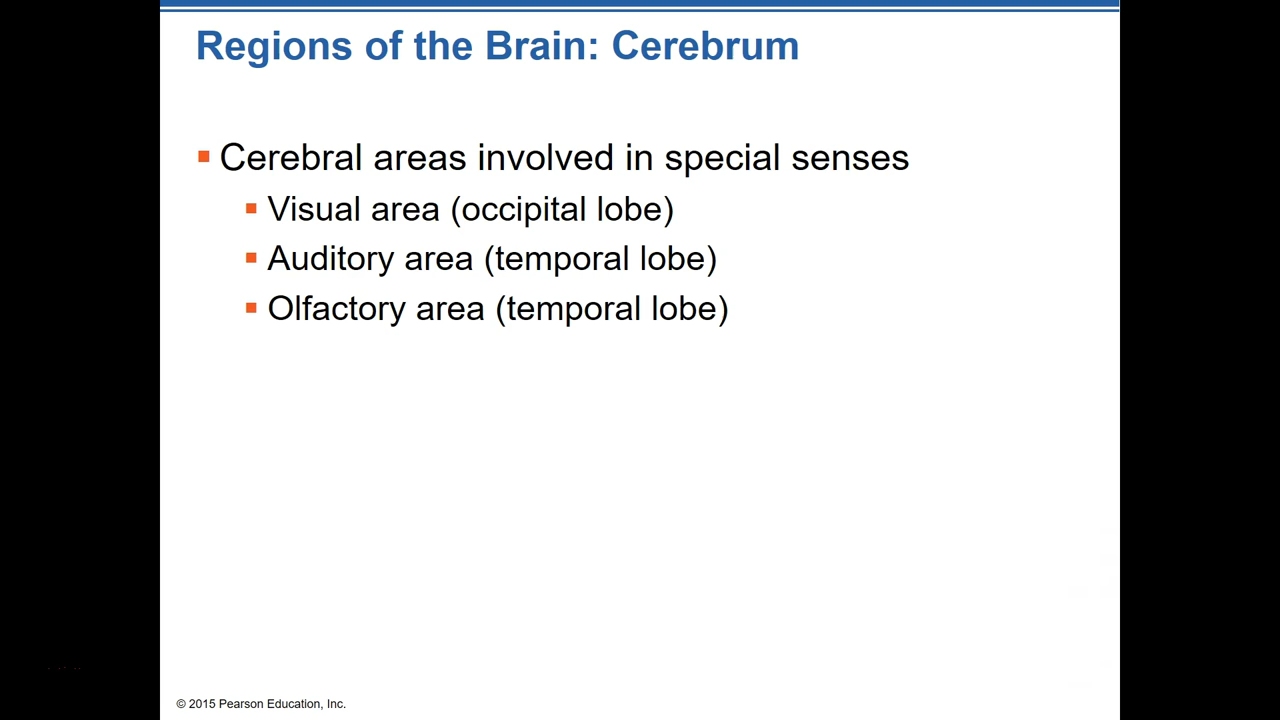 Regions of the Brain: Cerebrum
Cerebral areas involved in special senses
Visual area (occipital lobe)
Auditory area (temporal lobe)
Olfactory area (temporal lobe)
© 2015 Pearson Education, Inc.